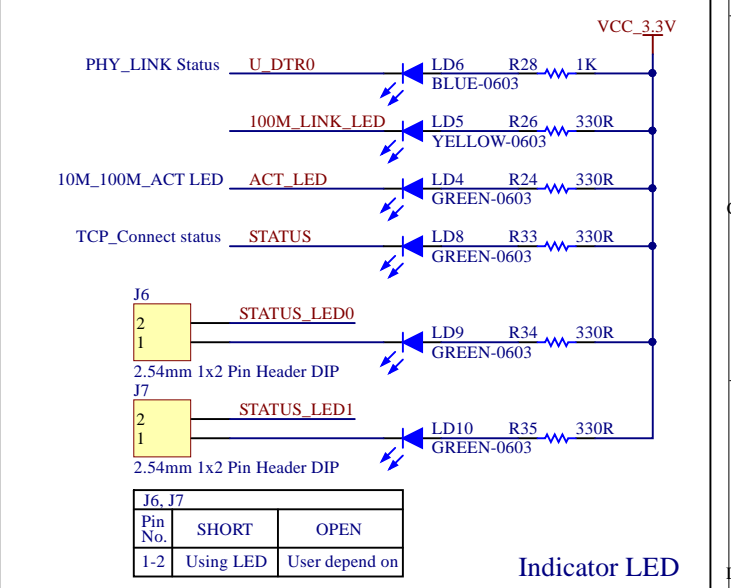 VCC_3.3V
PHY_LINK Status U_DTR0 LD6 R28 1K
BLUE-0603
100M_LINK_LED LD5 R26 330R
YELLOW-0603
10M_100M_ACT LED ACT_LED LD4 R24 330R
GREEN-0603
TCP_Connect status STATUS LD8 R33 330R
GREEN-0603
J6
STATUS_LED0
2
1 LD9 R34 330R
GREEN-0603
2.54mm 1x2 Pin Header DIP
J7
STATUS_LED1
2
1 LD10 R35 330R
GREEN-0603
2.54mm 1x2 Pin Header DIP
J6, J7
Pin No. SHORT OPEN
1-2 Using LED User depend on
Indicator LED